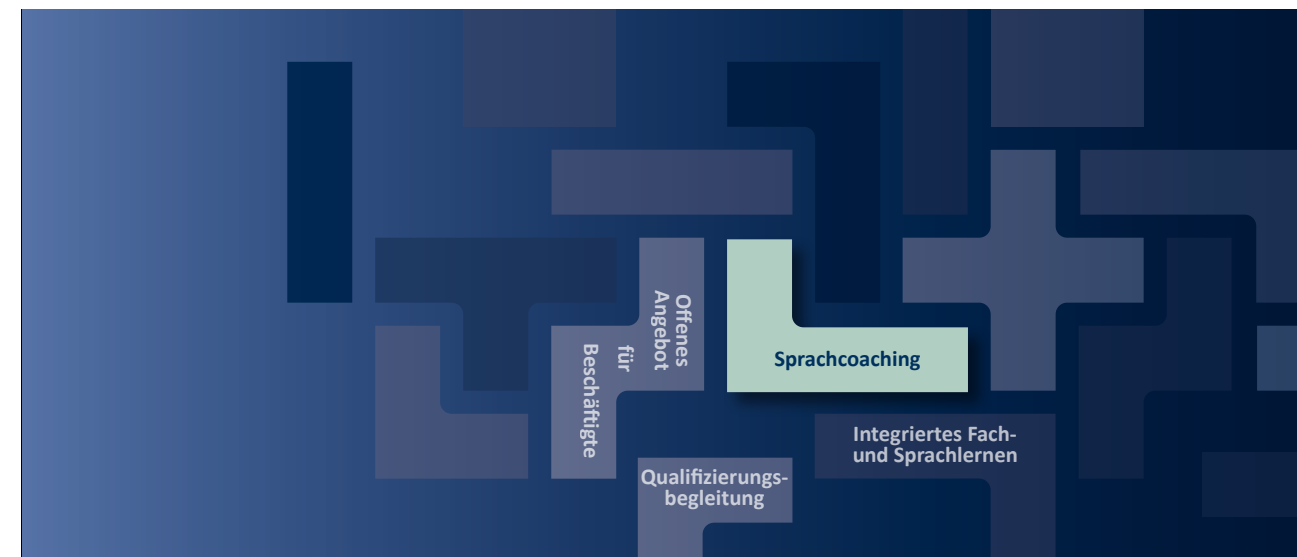 Offenes
Angebot
für
Beschäftigte
Sprachcoaching
Integriertes Fach-
und Sprachlernen
Qualifizierungs-
begleitung